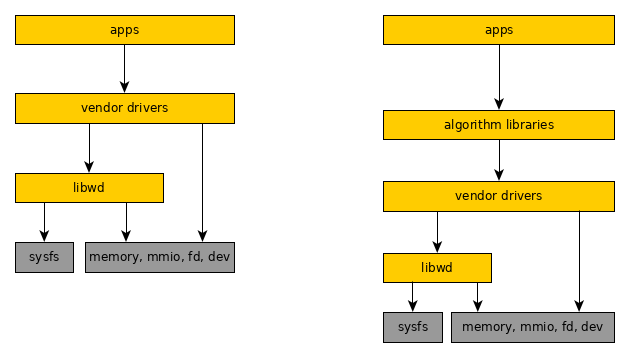 apps
vendor drivers
libwd
sysfs
memory, mmio, fd, dev
apps
algorithm libraries
vendor drivers
libwd
sysfs
memory, mmio, fd, dev